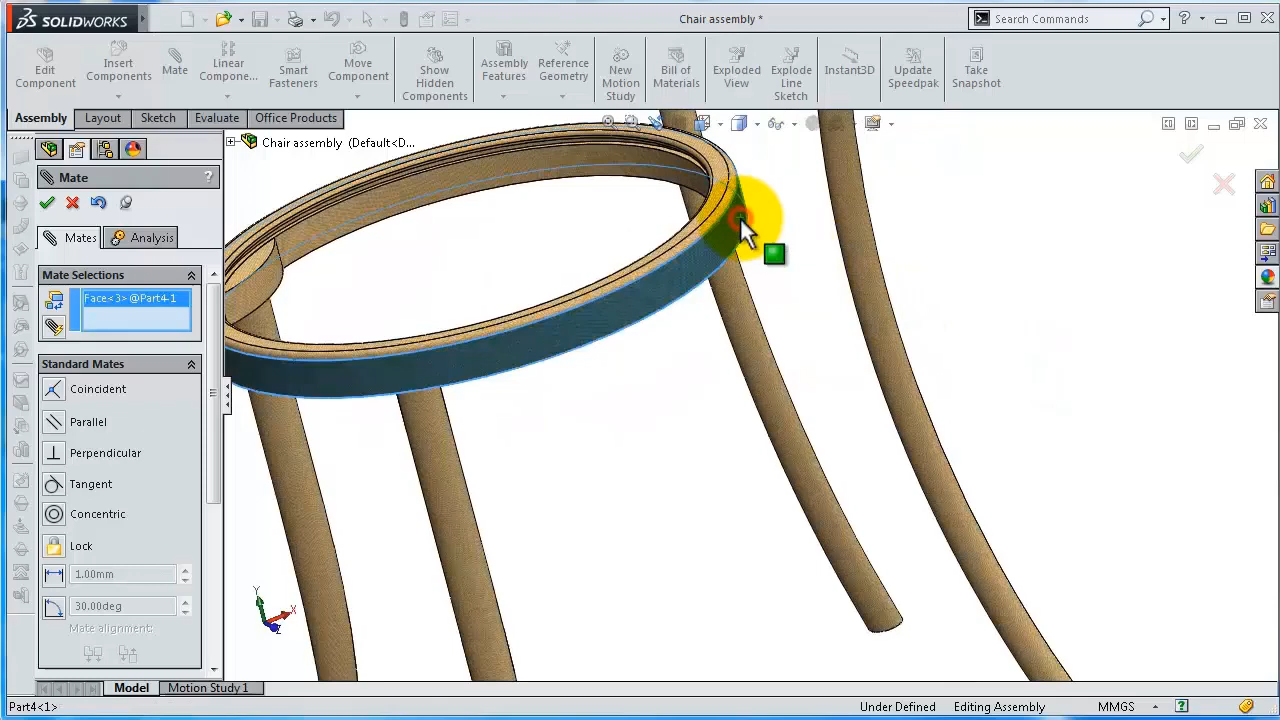 SOLIDWORKS
Chair assembly *
Search Commands
?
Edit Component
Insert Components
Mate
Linear Compone...
Smart Fasteners
Move Component
Show Hidden Components
Assembly Features
Reference Geometry
New Motion Study
Bill of Materials
Exploded View
Explode Line Sketch
Instant3D
Update Speedpak
Take Snapshot
Assembly
Layout
Sketch
Evaluate
Office Products
Chair assembly (Default<D...
Mate
?
Mates
Analysis
Mate Selections
Face<3>@Part4-1
Standard Mates
Coincident
Parallel
Perpendicular
Tangent
Concentric
Lock
1.00mm
30.00deg
Mate alignment:
Y
X
Z
Model
Motion Study 1
Part4<1>
Under Defined
Editing Assembly
MMGS
?